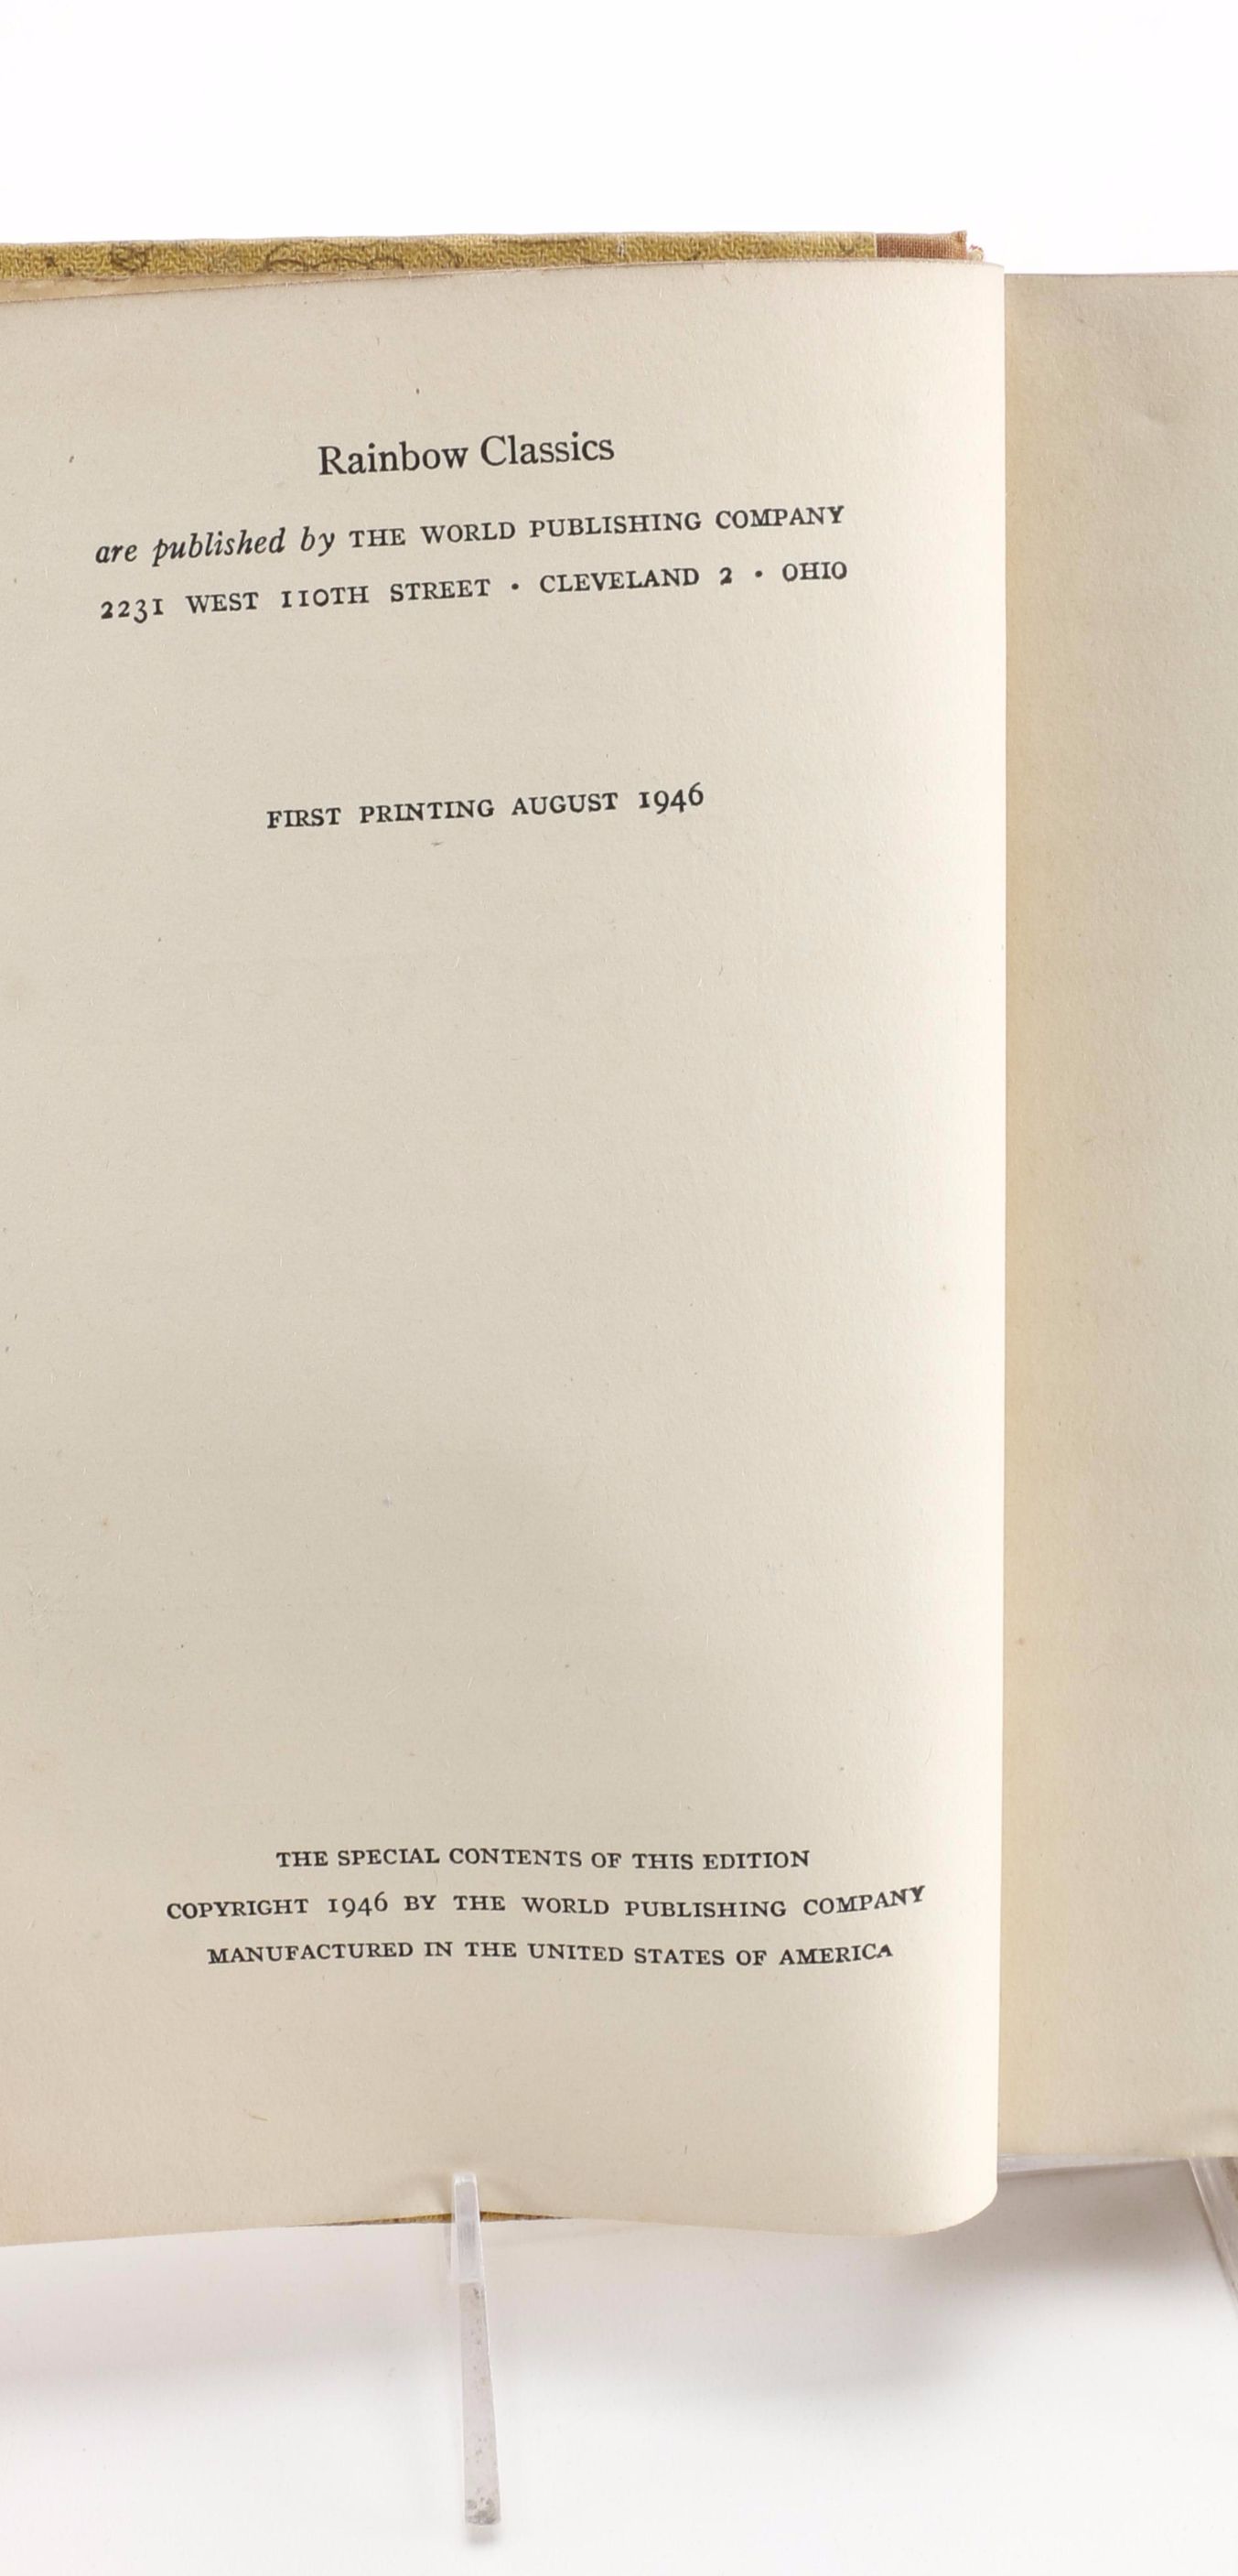 Rainbow Classics
are published by THE WORLD PUBLISHING COMPANY
2231 WEST 110TH STREET • CLEVELAND 2 • OHIO
FIRST PRINTING AUGUST 1946
THE SPECIAL CONTENTS OF THIS EDITION
COPYRIGHT 1946 BY THE WORLD PUBLISHING COMPANY
MANUFACTURED IN THE UNITED STATES OF AMERICA